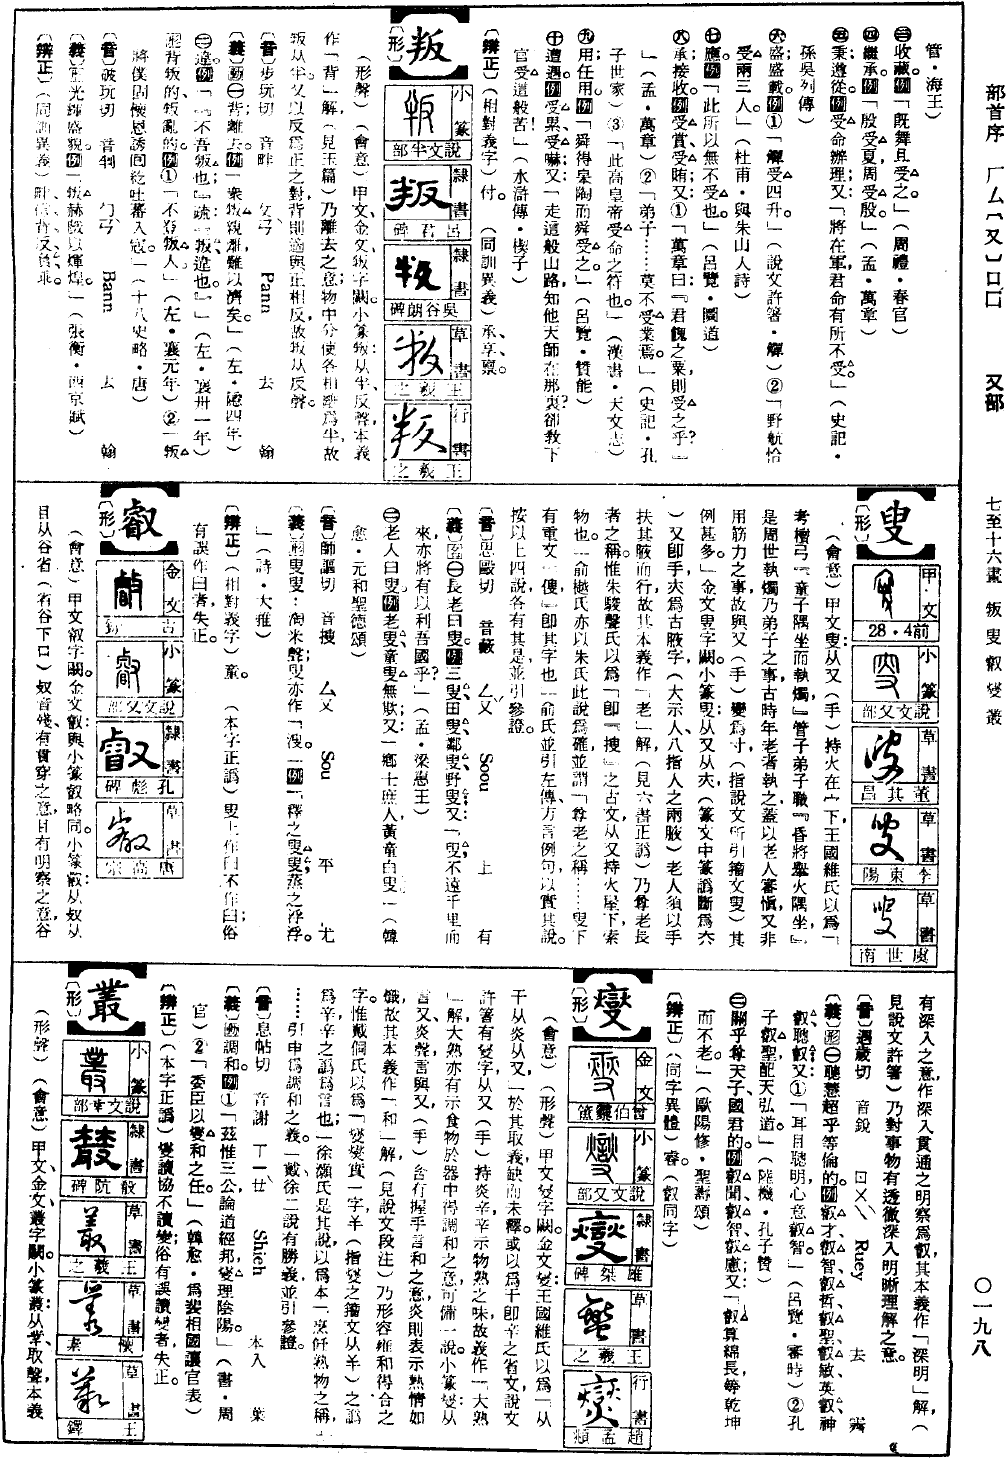 部首序　厂厶〔又〕口囗　又部　七至十六畫　叛叟叡燮叢　〇一九八
管・海王）
㊂收藏。例「既舞且受之。」（周禮・春官）
㊃繼承。例「殷受夏，周受殷。」（孟・萬章）
㊄秉遵從。例受命辦理。又：「將在軍，君命有所不受。」（史記・
孫吳列傳）
㊅盛，盛載。例①「觶受四升。」（說文許箸・觶）②「野航恰
受兩三人。」（杜甫・與朱山人詩）
㊆應。例「此所以無不受也。」（呂覽・圜道）
㊇承接，收。例受賞、受賄。又：①「萬章曰：『君餽之粟，則受之乎？』
」（孟・萬章）②「弟子……莫不受業焉。」（史記・孔
子世家）③「此高皇帝受命之符也。」（漢書・天文志）
㊈用，任用。例「舜得皋陶而舜受之。」（呂覽・贊能）
㊉遭遇。例受累、受嚇。又：「走這般山路，知他天師在那裏？卻教下
官受這般苦！」（水滸傳・楔子）
〔辨正〕（相對義字）付。（同訓異義）承、享、稟。
叛
〔形〕
小篆　說文半部
隸書　呂君碑
隸書　吳谷朗碑
草書　王羲之
行書　王羲之
（形聲）（會意）甲文、金文叛字闕。小篆叛：从半，反聲，本義
作「背」解（見玉篇），乃離去之意；物中分使各相離爲半，故
叛从半。又以反爲正之對，背則適與正相反，故叛从反聲。
〔音〕步玩切　音畔　ㄆㄢˋ　Pann　去　翰
〔義〕動㊀背，離去。例「衆叛親離，難以濟矣。」（左・隱四年）
㊁違。例「『不吾叛也』疏：『叛，違也。』」（左・襄卅一年）
形背叛的，叛亂的。例①「不登叛人」（左・襄元年）②「叛
將僕固懷恩誘回紇吐蕃入寇。」（十八史略・唐）
〔音〕破玩切　音判　ㄅㄢˋ　Bann　去　翰
〔義〕形光綵盛貌。例「叛赫戲以煇煌。」（張衡・西京賦）
〔辨正〕（同訓異義）畔、倍、背、反、負、乖。
叟
〔形〕
甲文　前4・28
小篆　說文又部
草書　董其昌
草書　李東陽
草書　虞世南
（會意）甲文叟：从又（手）持火在宀下，王國維氏以爲「
考檀弓『童子隅坐而執燭』管子弟子職『昏將舉火隅坐』，
是周世執燭乃弟子之事，古時年老者執之，蓋以老人審愼又非
用筋力之事，故與又（手）變爲寸（指說文所引籀文叟）其
例甚多」金文叟字闕。小篆叟：从又从灾（篆文中篆譌斷爲亦
）又卽手，灾爲古腋字（大示人，八指人之兩腋）老人須以手
扶其腋而行，故其本義作「老」解（見六書正譌），乃尊老長
者之稱。惟朱駿聲氏以爲「卽『搜』之古文，从又持火屋下索
物也」俞樾氏亦以朱氏此說爲確，並謂「尊老之稱……叟下
有重文「傁」卽其字也」俞氏並引左傳、方言例句以實其說。
按以上四說各有其是，並引參證。
〔音〕思毆切　音藪　ㄙㄡˇ　Soou　上　有
〔義〕名㊀長老曰叟。例三叟、田叟、鄰叟、野叟。又：「叟不遠千里而
來，亦將有以利吾國乎？」（孟・梁惠王）
㊁老人曰叟。例老叟、童叟無欺。又：「鄉士庶人，黃童白叟」（韓
愈・元和聖德頌）
〔音〕師謳切　音搜　ㄙㄡ　Sou　平　尤
〔義〕副叟叟：淘米聲；叟亦作「溲。」例「釋之叟叟，蒸之浮浮。
」（詩・大雅）
〔辨正〕（相對義字）童。（本字正譌）叟上作臼，不作𦥑；俗
有誤作白者，失正。
叡
〔形〕
金文　古鉨
小篆　說文又部
隸書　孔彪碑
草書　唐高宗
（會意）甲文叡字闕。金文叡與小篆叡略同。小篆叡：从奴从
目从谷省（省谷下口）奴音殘，有貫穿之意，目有明察之意，谷
有深入之意，作深入貫通之明察爲叡，其本義作「深明」解（
見說文許箸），乃對事物有透徹深入明晰理解之意。
〔音〕遇歲切　音銳　ㄖㄨㄟˋ　Ruey　去　霽
〔義〕形㊀聽慧超乎等倫的。例叡才、叡智、叡哲、叡聖、叡敏、英叡、神
叡、聰叡。又：①「耳目聰明，心意叡智。」（呂覽・審時）②孔
子叡聖，配天弘道。」（陸機・孔子贊）
㊁關乎尊天子、國君的。例叡聞、叡智、叡慮。又：「叡算綿長，等乾坤
而不老。」（歐陽修・聖壽頌）
〔辨正〕（同字異體）睿。（叡同字）
燮
〔形〕
金文　曾伯簠
小篆　說文又部
隸書　睢桀碑
草書　王羲之
行書　趙孟頫
（會意）（形聲）甲文燮字闕。金文燮：王國維氏以爲「从
干从炎从又」於其取義缺而未釋。或以爲干卽辛之省文，說文
許箸有燮字，从又（手）持炎辛，辛示物熟之味，故義作「大熟
」解，大熟亦有示食物於器中得調和之意，可備一說。小篆燮：从
言又炎聲，言與又（手）含有握手言和之意，炎則表示熱情如
熾，故其本義作「和」解（見說文段注），乃形容雍和得合之
字。惟戴侗氏以爲「燮燮實一字，羊（指燮之籀文从羊）之譌
爲辛，辛之譌爲言也」徐灝氏是其說，以爲本「烹飪熟物之稱，
……引申爲調和之義」戴徐二說有勝義，並引參證。
〔音〕息帖切　音謝　ㄒㄧㄝˋ　Shieh　本入　葉
〔義〕動調和。例①「茲惟三公，論道經邦，燮理陰陽。」（書・周
官）②「委臣以燮和之任。」（韓愈・爲裴相國讓官表）
〔辨正〕（本字正譌）燮讀協，不讀變；俗有誤讀變者，失正。
叢
〔形〕
小篆　說文丵部
隸書　殷阮碑
草書　王羲之
草書　懷素
草書　王鐸
（形聲）（會意）甲文、金文叢字闕。小篆叢：从丵，取聲，本義